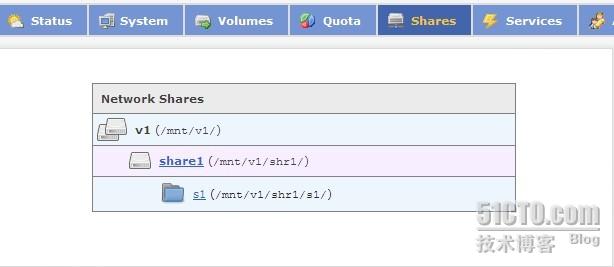 Status System Volumes Quota Shares Services
Network Shares
v1 (/mnt/v1/)
share1 (/mnt/v1/shr1/)
s1 (/mnt/v1/shr1/s1/)
51CTO.com
技术博客 Blog